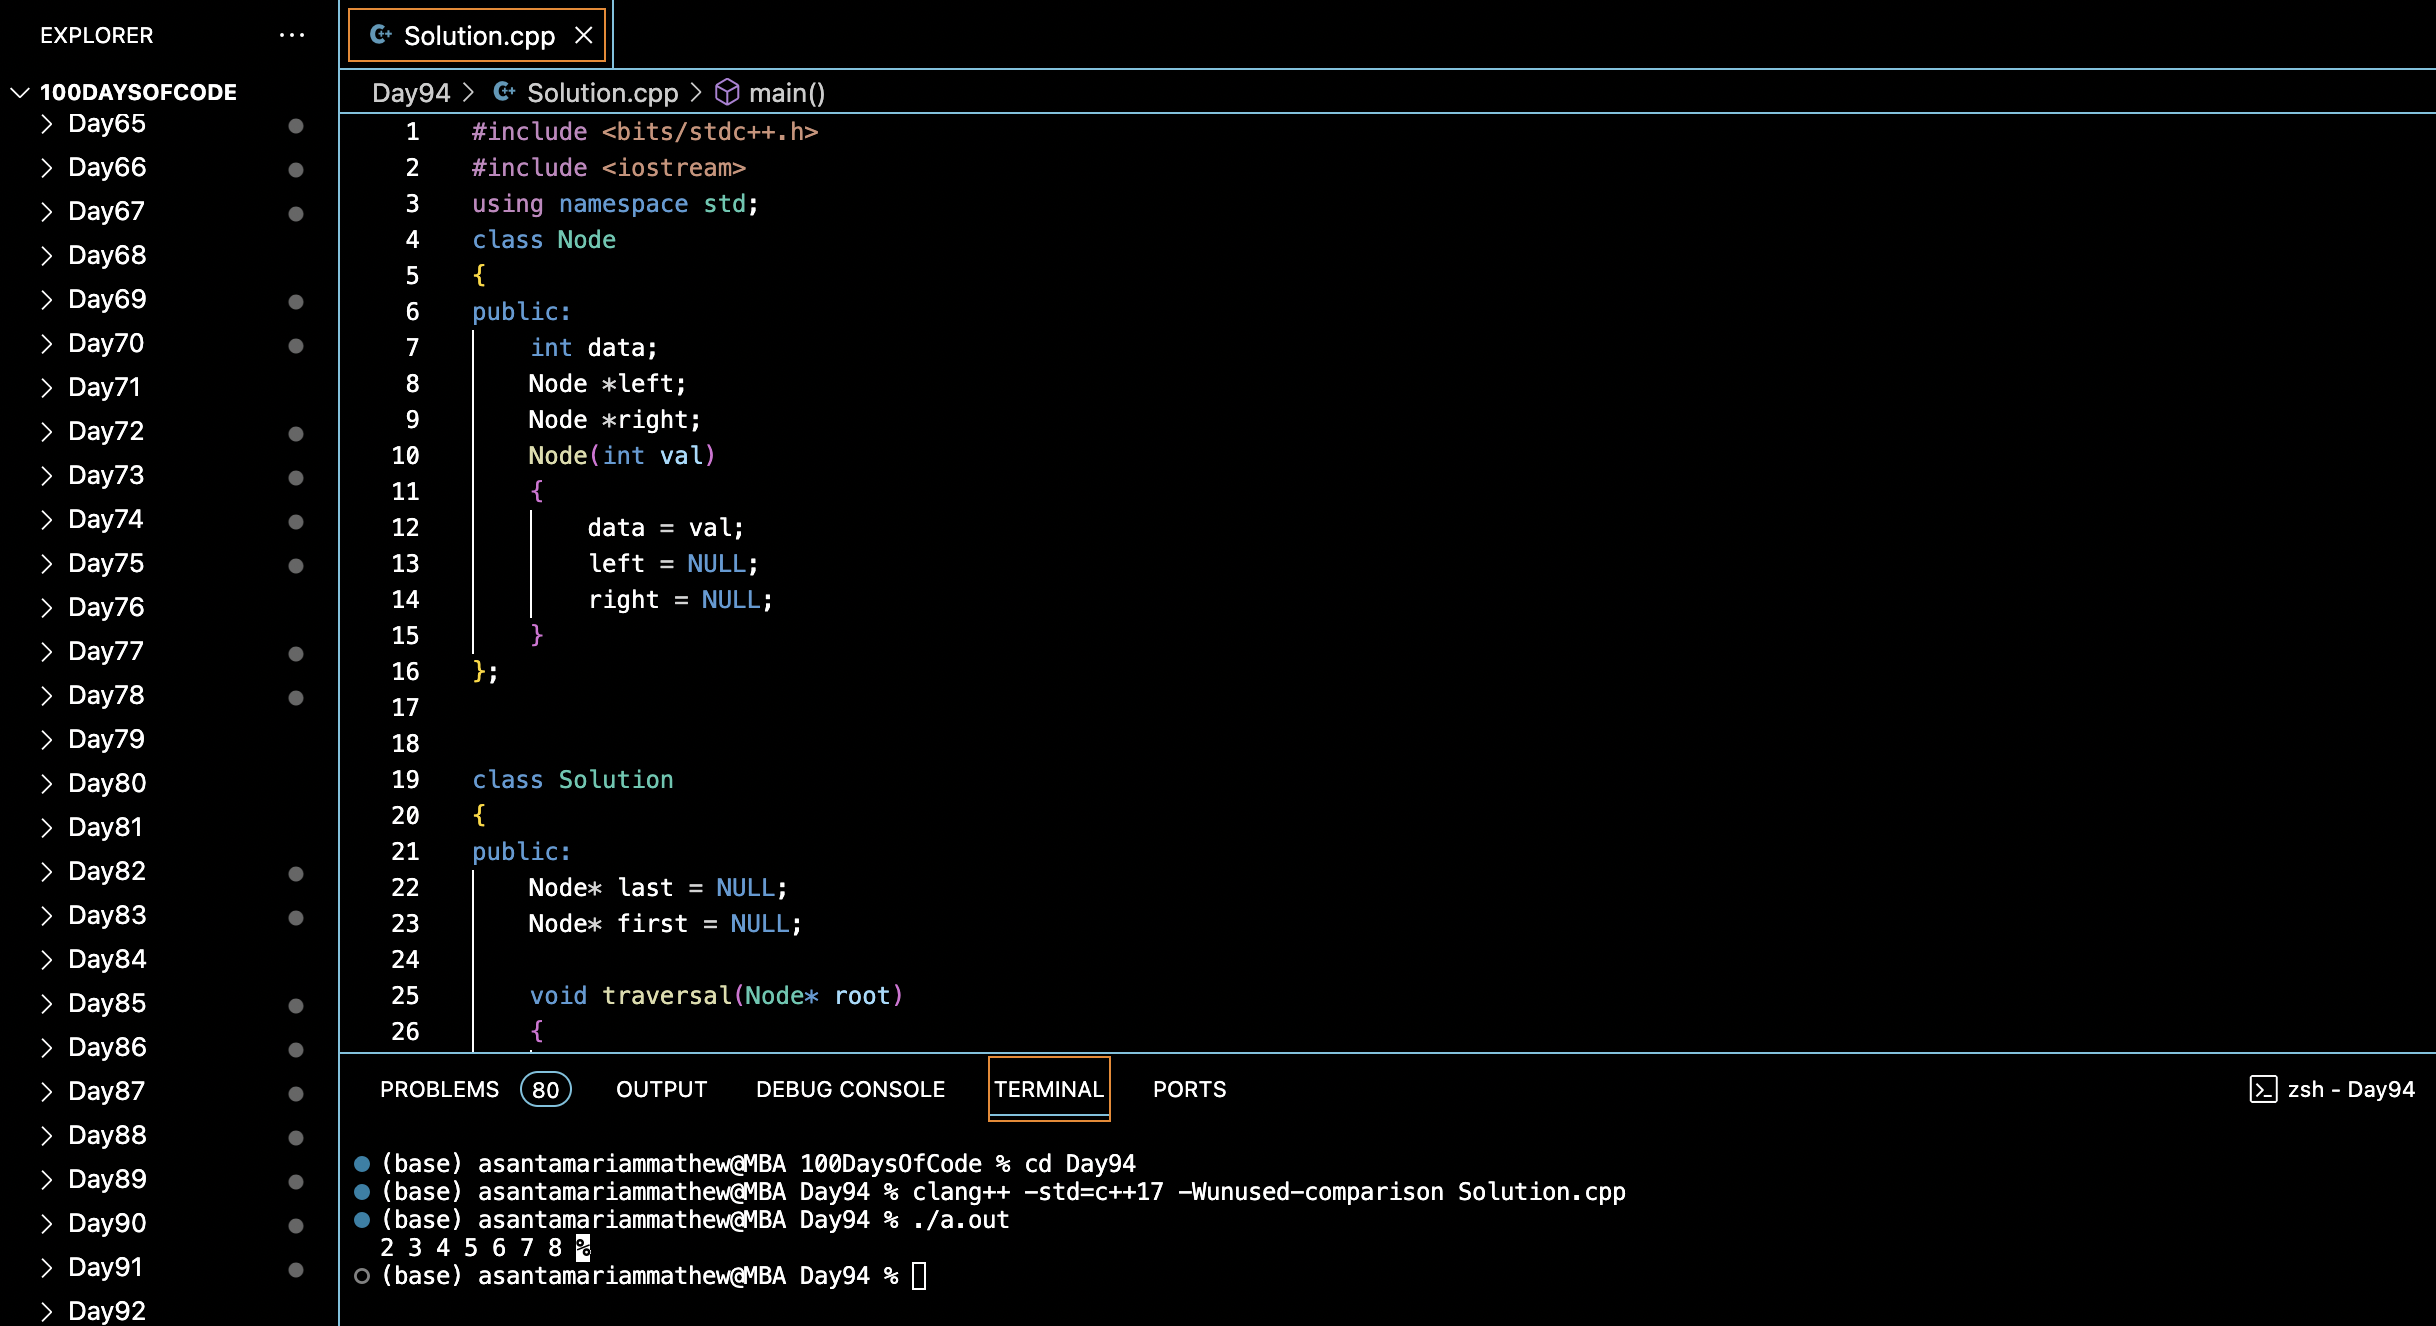 EXPLORER
100DAYSOFCODE
Day65
Day66
Day67
Day68
Day69
Day70
Day71
Day72
Day73
Day74
Day75
Day76
Day77
Day78
Day79
Day80
Day81
Day82
Day83
Day84
Day85
Day86
Day87
Day88
Day89
Day90
Day91
Day92
Solution.cpp
Day94 > Solution.cpp > main()
1 #include <bits/stdc++.h>
2 #include <iostream>
3 using namespace std;
4 class Node
5 {
6 public:
7 int data;
8 Node *left;
9 Node *right;
10 Node(int val)
11 {
12 data = val;
13 left = NULL;
14 right = NULL;
15 }
16 };
17
18
19 class Solution
20 {
21 public:
22 Node* last = NULL;
23 Node* first = NULL;
24
25 void traversal(Node* root)
26 {
PROBLEMS 80 OUTPUT DEBUG CONSOLE TERMINAL PORTS zsh - Day94
(base) asantamariammathew@MBA 100DaysOfCode % cd Day94
(base) asantamariammathew@MBA Day94 % clang++ -std=c++17 -Wunused-comparison Solution.cpp
(base) asantamariammathew@MBA Day94 % ./a.out
2 3 4 5 6 7 8 %
(base) asantamariammathew@MBA Day94 %